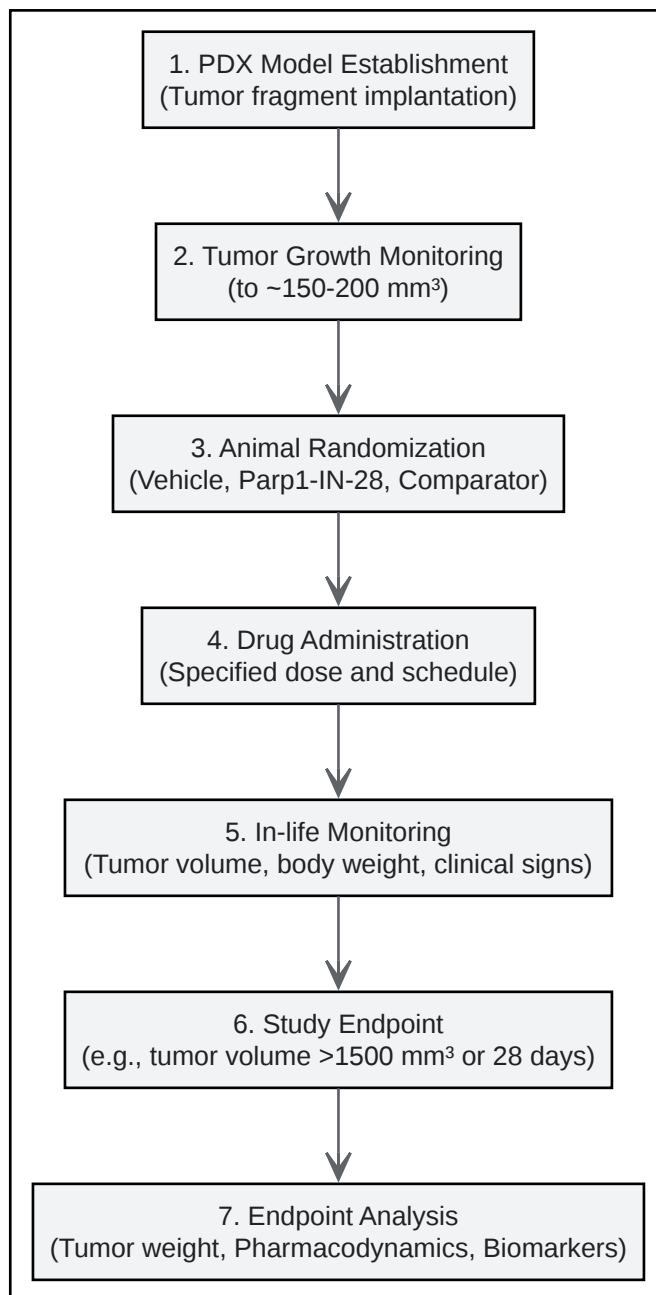 1. PDX Model Establishment
(Tumor fragment implantation)
2. Tumor Growth Monitoring
(to ~150-200 mm³)
3. Animal Randomization
(Vehicle, Parp1-IN-28, Comparator)
4. Drug Administration
(Specified dose and schedule)
5. In-life Monitoring
(Tumor volume, body weight, clinical signs)
6. Study Endpoint
(e.g., tumor volume >1500 mm³ or 28 days)
7. Endpoint Analysis
(Tumor weight, Pharmacodynamics, Biomarkers)